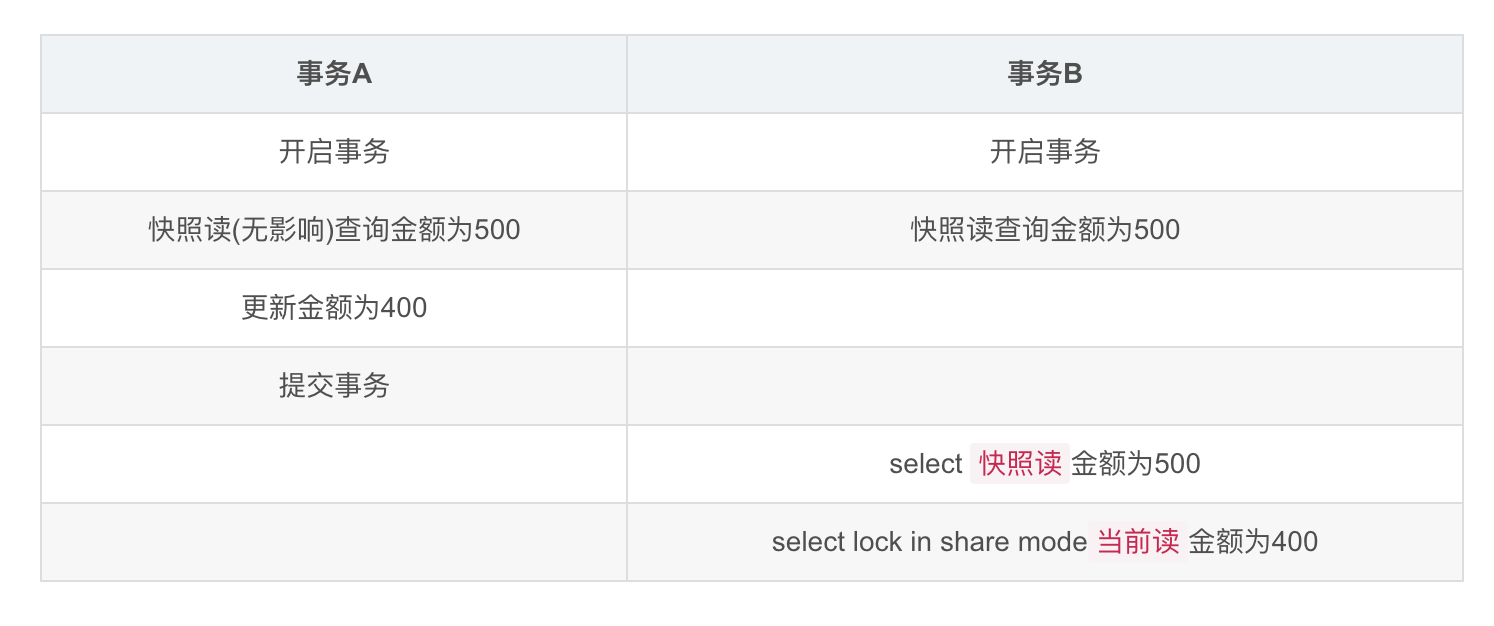 事务A
事务B
开启事务
开启事务
快照读(无影响)查询金额为500
快照读查询金额为500
更新金额为400
提交事务
select 快照读金额为500
select lock in share mode 当前读 金额为400